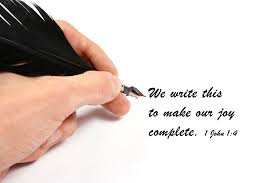 We write this
to make our joy
complete. 1 John 1:4